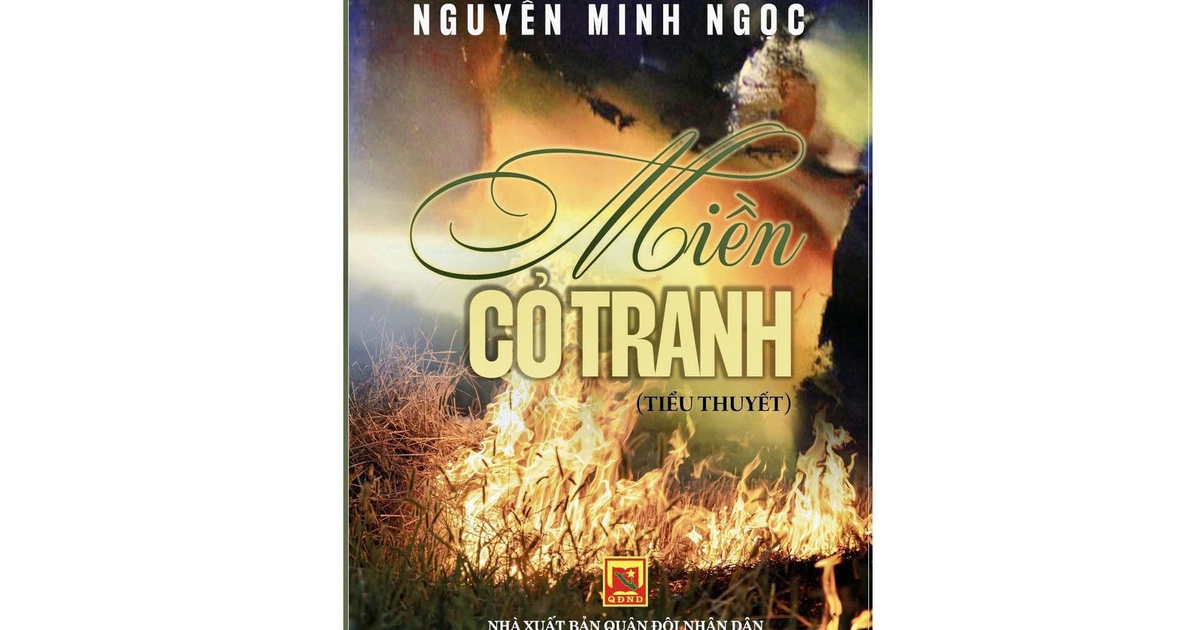 NGUYỄN MINH NGỌC
Miền
CỎ TRANH
(TIỂU THUYẾT)
QĐND
NHÀ XUẤT BẢN QUÂN ĐỘI NHÂN DÂN